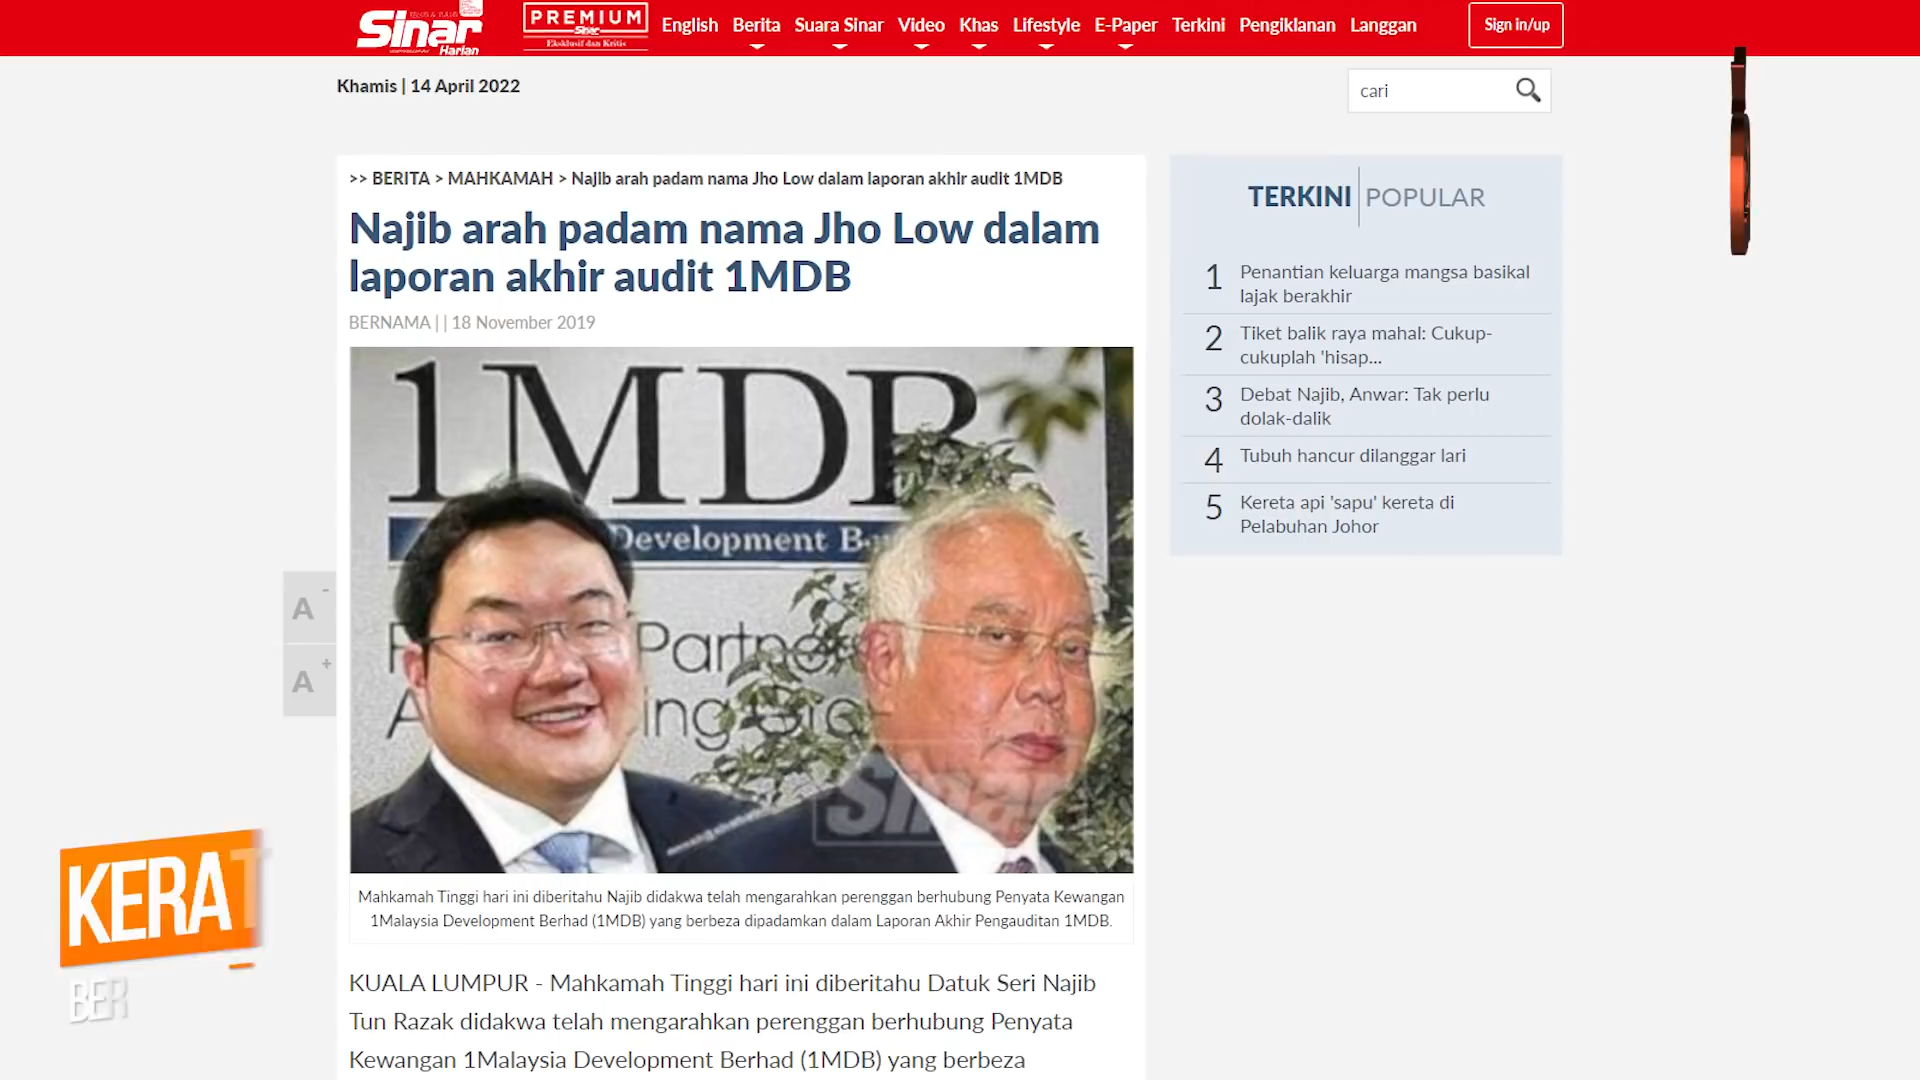 Sinar
Harian
PREMIUM
Sinar
Eksklusif dan Kritis
English Berita Suara Sinar Video Khas Lifestyle E-Paper Terkini Pengiklanan Langgan
Sign in/up
Khamis | 14 April 2022
cari
>> BERITA > MAHKAMAH > Najib arah padam nama Jho Low dalam laporan akhir audit 1MDB
Najib arah padam nama Jho Low dalam
laporan akhir audit 1MDB
BERNAMA | | 18 November 2019
1MDB
Development
Partner
Sinar
A -
A +
Mahkamah Tinggi hari ini diberitahu Najib didakwa telah mengarahkan perenggan berhubung Penyata Kewangan
1Malaysia Development Berhad (1MDB) yang berbeza dipadamkan dalam Laporan Akhir Pengauditan 1MDB.
KUALA LUMPUR - Mahkamah Tinggi hari ini diberitahu Datuk Seri Najib
Tun Razak didakwa telah mengarahkan perenggan berhubung Penyata
Kewangan 1Malaysia Development Berhad (1MDB) yang berbeza
TERKINI POPULAR
1 Penantian keluarga mangsa basikal
lajak berakhir
2 Tiket balik raya mahal: Cukup-
cukuplah 'hisap...
3 Debat Najib, Anwar: Tak perlu
dolak-dalik
4 Tubuh hancur dilanggar lari
5 Kereta api 'sapu' kereta di
Pelabuhan Johor
KERAT
BER